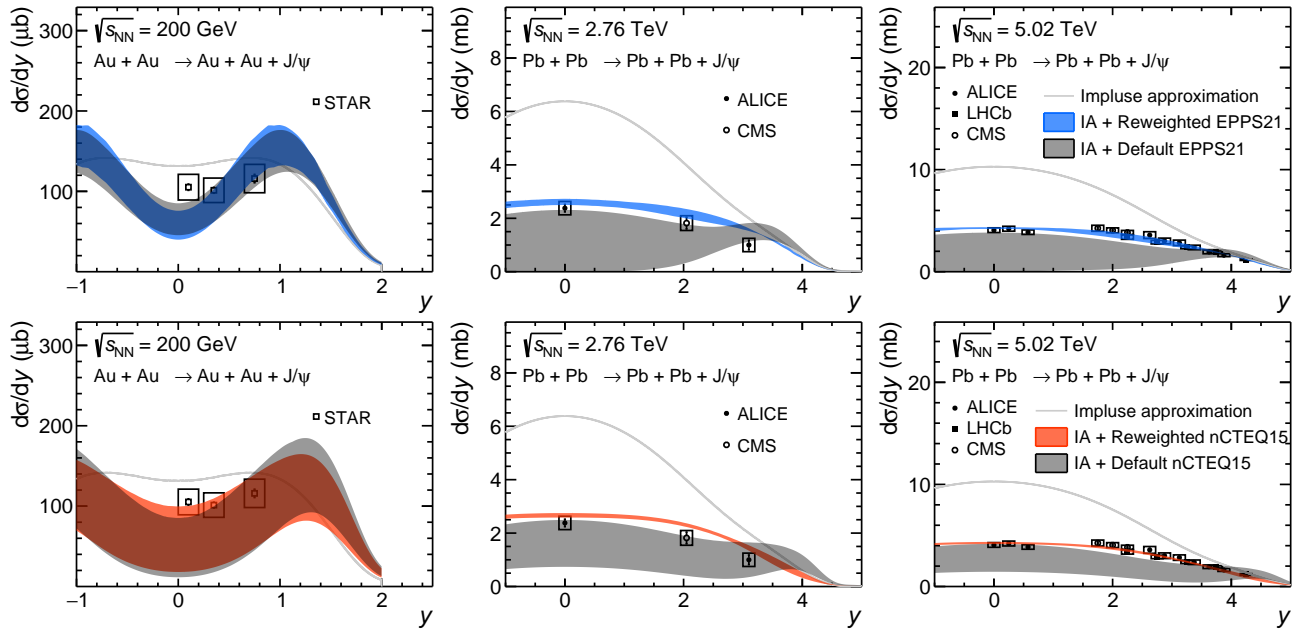 dσ/dy (μb)
300
200
100
√sNN = 200 GeV
Au + Au → Au + Au + J/ψ
STAR
−1 0 1 2
y
dσ/dy (mb)
8
6
4
2
0
√sNN = 2.76 TeV
Pb + Pb → Pb + Pb + J/ψ
ALICE
CMS
0 2 4
y
dσ/dy (mb)
20
10
0
√sNN = 5.02 TeV
Pb + Pb → Pb + Pb + J/ψ
ALICE
LHCb
CMS
Impluse approximation
IA + Reweighted EPPS21
IA + Default EPPS21
0 2 4
y
dσ/dy (μb)
300
200
100
√sNN = 200 GeV
Au + Au → Au + Au + J/ψ
STAR
−1 0 1 2
y
dσ/dy (mb)
8
6
4
2
0
√sNN = 2.76 TeV
Pb + Pb → Pb + Pb + J/ψ
ALICE
CMS
0 2 4
y
dσ/dy (mb)
20
10
0
√sNN = 5.02 TeV
Pb + Pb → Pb + Pb + J/ψ
ALICE
LHCb
CMS
Impluse approximation
IA + Reweighted nCTEQ15
IA + Default nCTEQ15
0 2 4
y